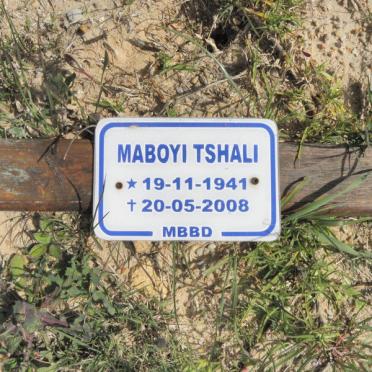 MABOYI TSHALI
★ 19-11-1941
† 20-05-2008
MBBD